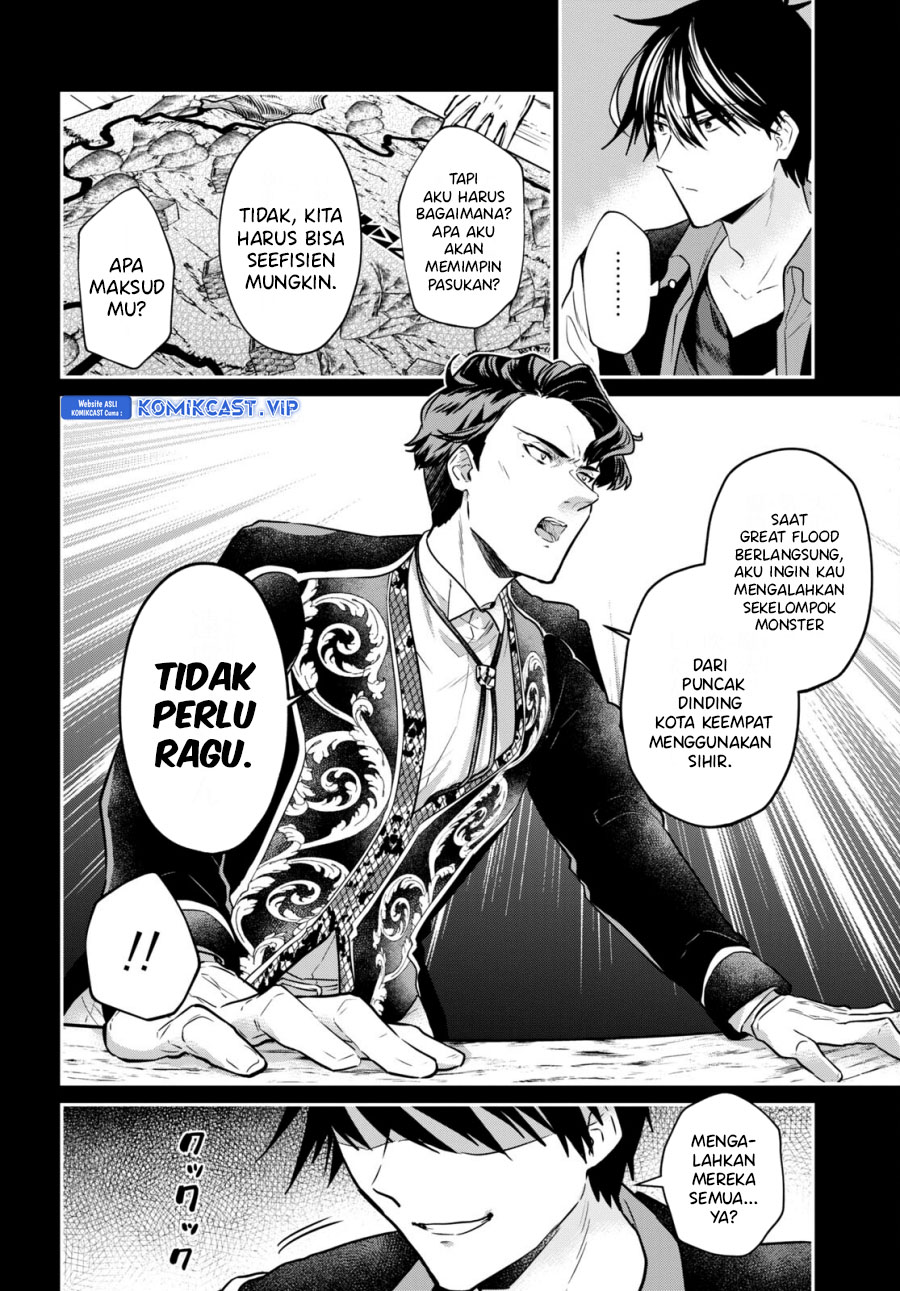 ........
TAPI
AKU HARUS
BAGAIMANA?
APA AKU
AKAN
MEMIMPIN
PASUKAN?
TIDAK, KITA
HARUS BISA
SEEFISIEN
MUNGKIN.
APA
MAKSUD
MU?
Website ASLI
KOMIKCAST Cuma :
KOMIKCAST.VIP
SAAT
GREAT FLOOD
BERLANGSUNG,
AKU INGIN KAU
MENGALAHKAN
SEKELOMPOK
MONSTER
DARI
PUNCAK
DINDING
KOTA KEEMPAT
MENGGUNAKAN
SIHIR.
TIDAK
PERLU
RAGU.
!!
MENGA-
LAHKAN
MEREKA
SEMUA...
YA?
クックックッ